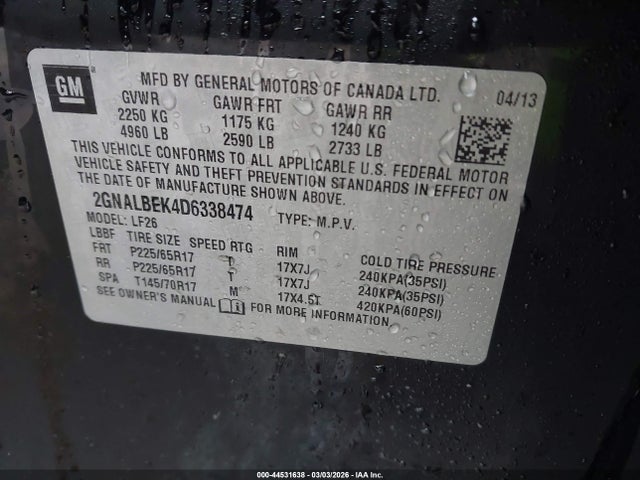 GM
MFD BY GENERAL MOTORS OF CANADA LTD. 04/13
GVWR GAWR FRT GAWR RR
2250 KG 1175 KG 1240 KG
4960 LB 2590 LB 2733 LB
THIS VEHICLE CONFORMS TO ALL APPLICABLE U.S. FEDERAL MOTOR
VEHICLE SAFETY AND THEFT PREVENTION STANDARDS IN EFFECT ON
THE DATE OF MANUFACTURE SHOWN ABOVE.
2GNALBEK4D6338474 TYPE: M.P.V.
MODEL: LF26
LBBF TIRE SIZE SPEED RTG RIM COLD TIRE PRESSURE
FRT P225/65R17 T 17X7J 240KPA(35PSI)
RR P225/65R17 T 17X7J 240KPA(35PSI)
SPA T145/70R17 M 17X4.5T 420KPA(60PSI)
SEE OWNER'S MANUAL FOR MORE INFORMATION
000-44531638 - 03/03/2026 - IAA Inc.